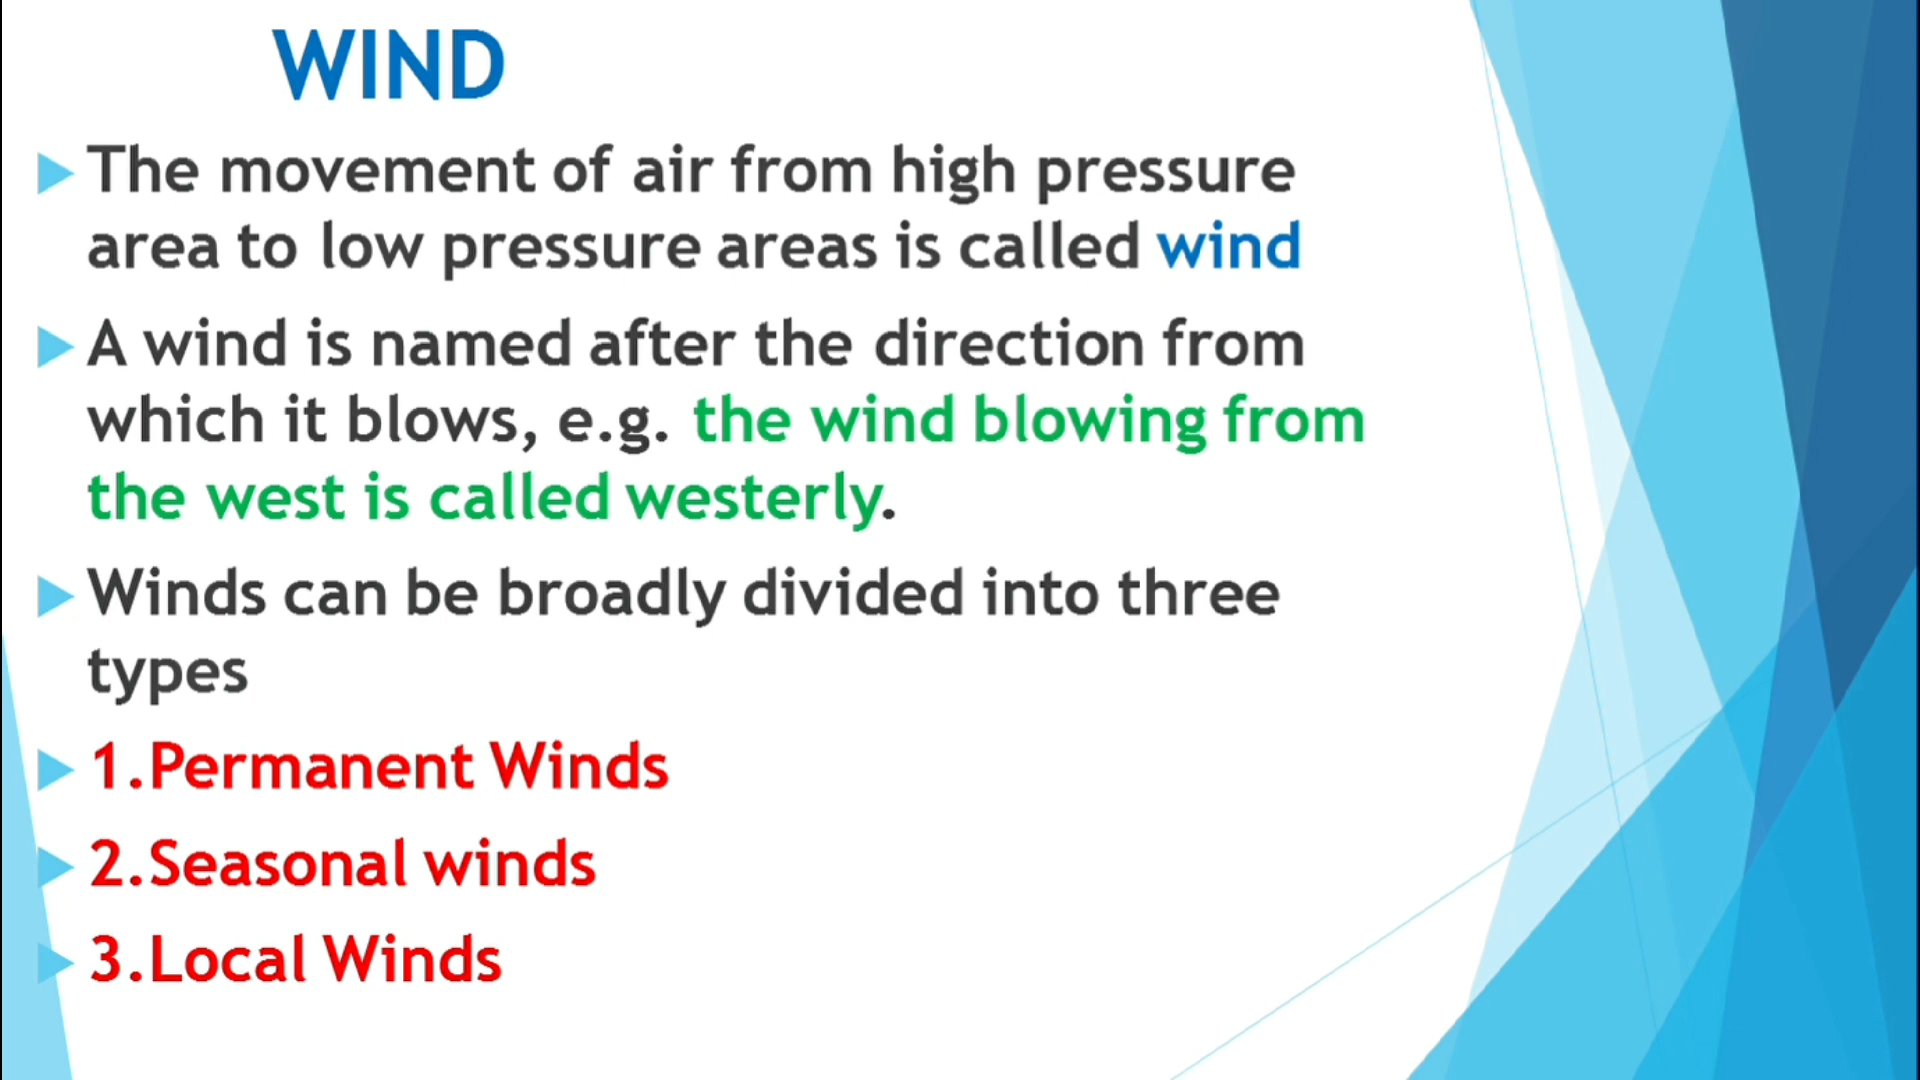 WIND
The movement of air from high pressure
area to low pressure areas is called wind
A wind is named after the direction from
which it blows, e.g. the wind blowing from
the west is called westerly.
Winds can be broadly divided into three
types
1.Permanent Winds
2.Seasonal winds
3.Local Winds